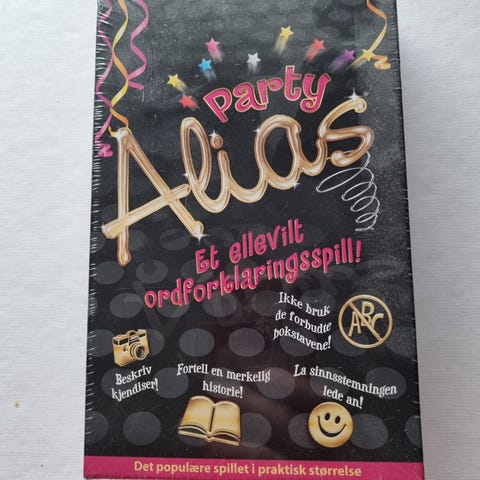 Party
Alias
Et ellevilt
ordforklaringsspill!
Ikke bruk
de forbudte
bokstavene!
ABC
Beskriv
kjendiser!
Fortell en merkelig
historie!
La sinnsstemningen
lede an!
Det populære spillet i praktisk størrelse